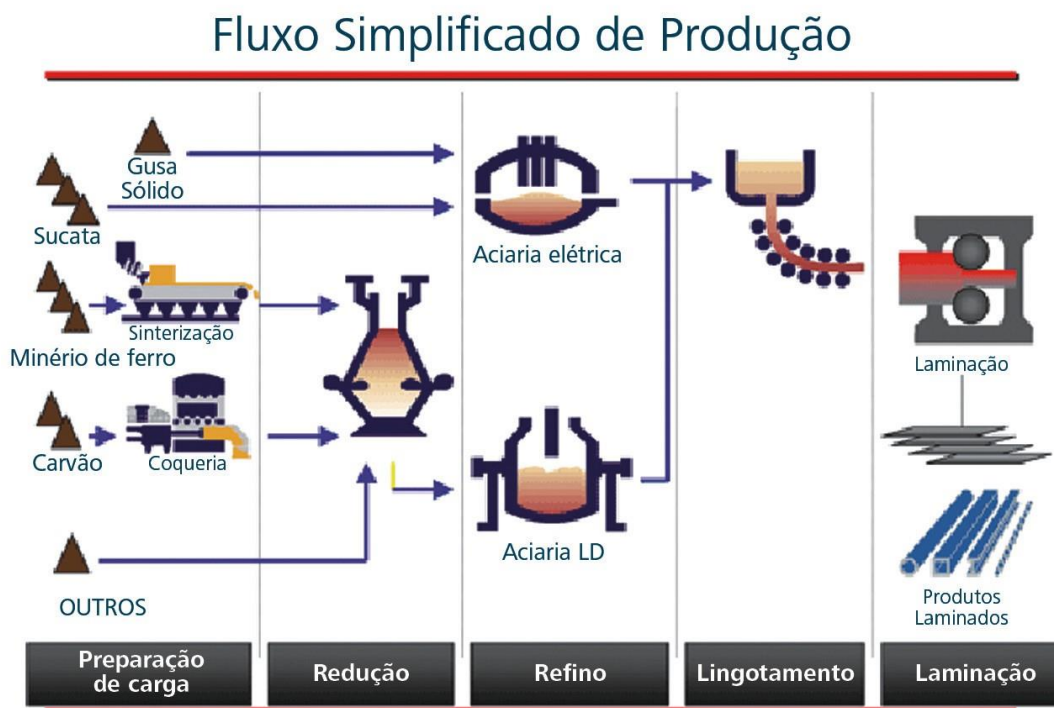 Fluxo Simplificado de Produção
Gusa
Sólido
Sucata
Aciaria elétrica
Sinterização
Minério de ferro
Laminação
Carvão
Coqueria
Aciaria LD
OUTROS
Produtos
Laminados
Preparação
de carga
Redução
Refino
Lingotamento
Laminação